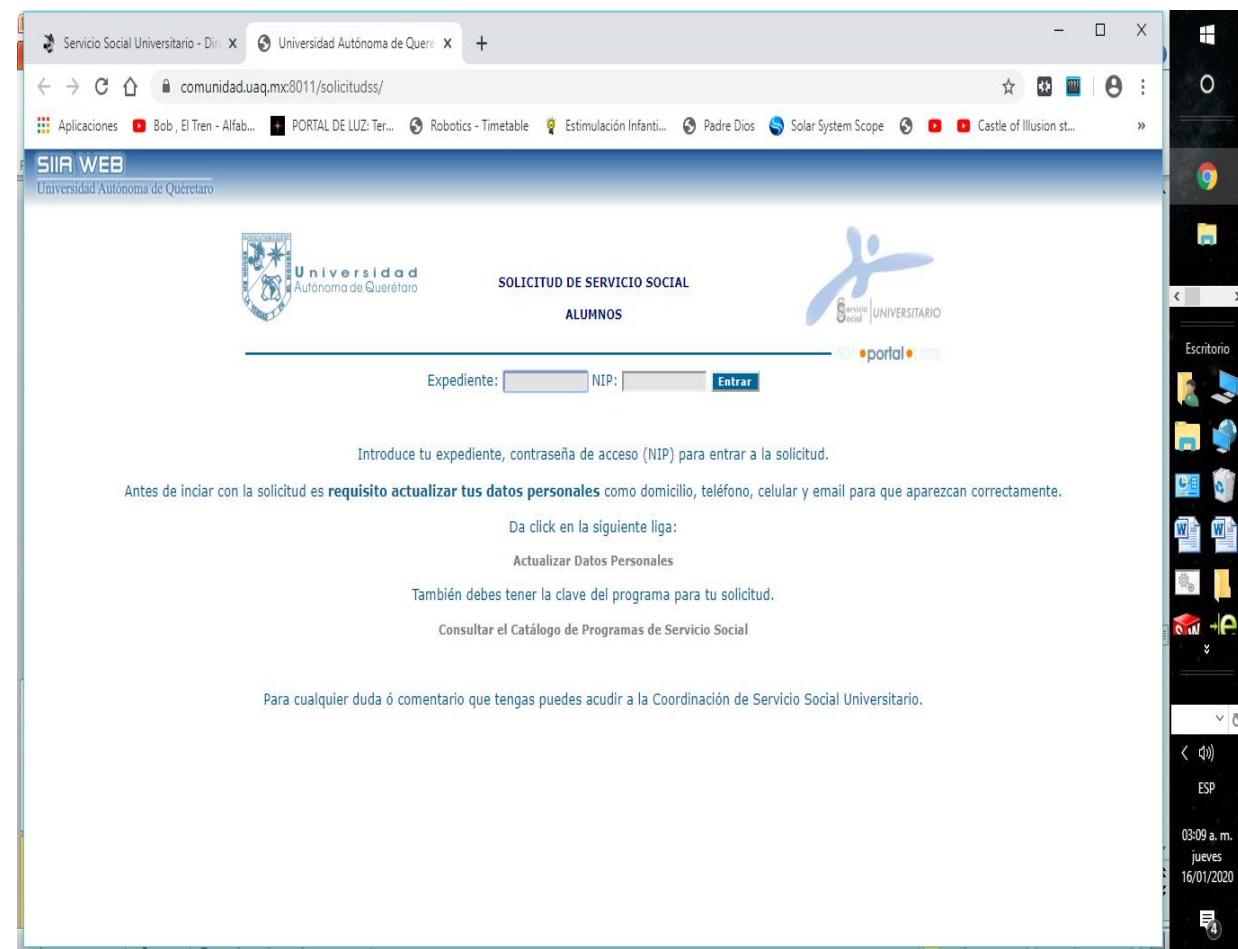 Servicio Social Universitario - Dir
Universidad Autónoma de Queré
comunidad.uaq.mx:8011/solicitudss/
Aplicaciones
Bob , El Tren - Alfab...
PORTAL DE LUZ: Ter...
Robotics - Timetable
Estimulación Infanti...
Padre Dios
Solar System Scope
Castle of Illusion st...
SIIA WEB
Universidad Autónoma de Querétaro
Universidad
Autónoma de Querétaro
SOLICITUD DE SERVICIO SOCIAL
ALUMNOS
Servicio
Social UNIVERSITARIO
portal
Expediente: NIP: Entrar
Introduce tu expediente, contraseña de acceso (NIP) para entrar a la solicitud.
Antes de inciar con la solicitud es requisito actualizar tus datos personales como domicilio, teléfono, celular y email para que aparezcan correctamente.
Da click en la siguiente liga:
Actualizar Datos Personales
También debes tener la clave del programa para tu solicitud.
Consultar el Catálogo de Programas de Servicio Social
Para cualquier duda ó comentario que tengas puedes acudir a la Coordinación de Servicio Social Universitario.
Escritorio
ESP
03:09 a. m.
jueves
16/01/2020
4